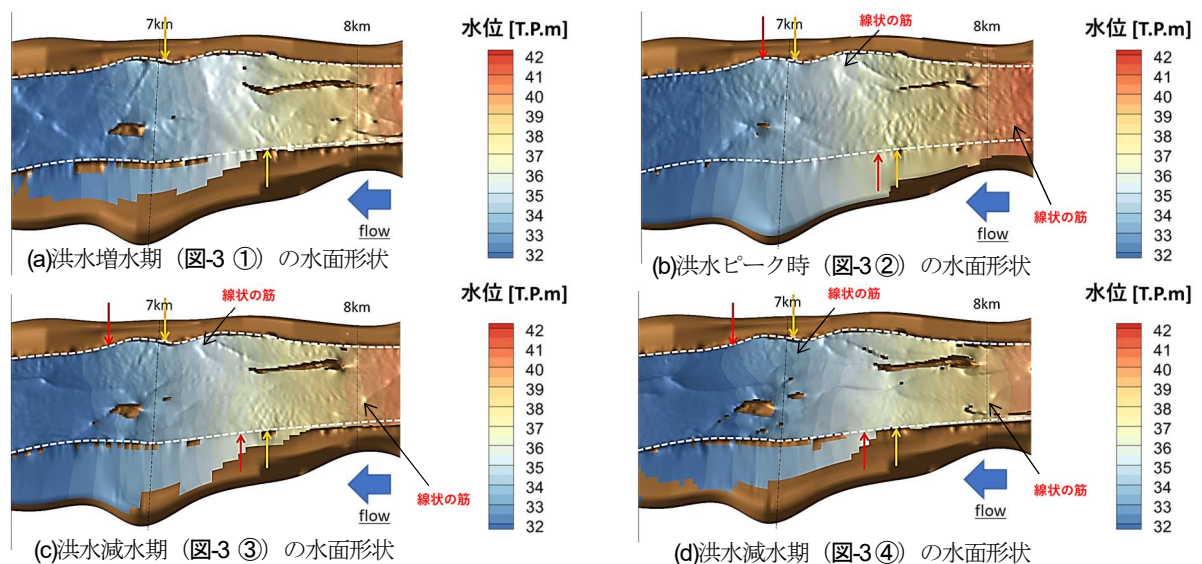 7km
8km
水位 [T.P.m]
42
41
40
39
38
37
36
35
34
33
32
flow
(a)洪水増水期（図-3 ①）の水面形状
7km
8km
線状の筋
線状の筋
水位 [T.P.m]
42
41
40
39
38
37
36
35
34
33
32
flow
(b)洪水ピーク時（図-3②）の水面形状
7km
8km
線状の筋
線状の筋
水位 [T.P.m]
42
41
40
39
38
37
36
35
34
33
32
flow
(c)洪水減水期（図-3 ③）の水面形状
7km
8km
線状の筋
線状の筋
水位 [T.P.m]
42
41
40
39
38
37
36
35
34
33
32
flow
(d)洪水減水期（図-3④）の水面形状